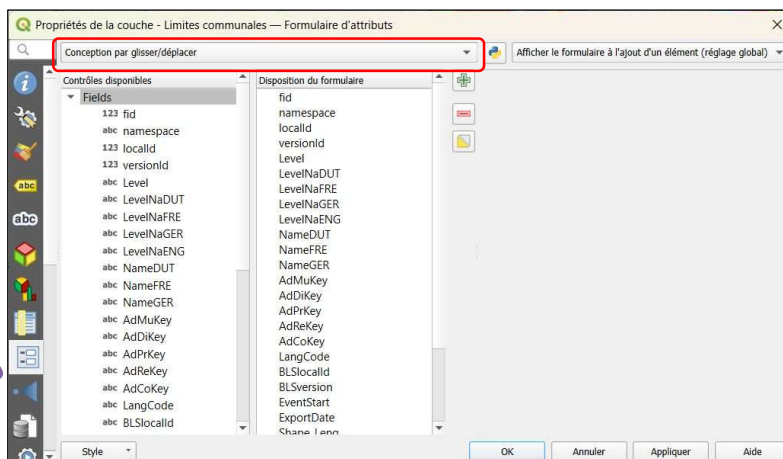 Propriétés de la couche - Limites communales — Formulaire d'attributs
Conception par glisser/déplacer
Afficher le formulaire à l'ajout d'un élément (réglage global)
Contrôles disponibles
Fields
123 fid
abc namespace
123 localId
123 versionId
abc Level
abc LevelNaDUT
abc LevelNaFRE
abc LevelNaGER
abc LevelNaENG
abc NameDUT
abc NameFRE
abc NameGER
abc AdMuKey
abc AdDiKey
abc AdPrKey
abc AdReKey
abc AdCoKey
abc LangCode
abc BLSlocalId
Disposition du formulaire
fid
namespace
localId
versionId
Level
LevelNaDUT
LevelNaFRE
LevelNaGER
LevelNaENG
NameDUT
NameFRE
NameGER
AdMuKey
AdDiKey
AdPrKey
AdReKey
AdCoKey
LangCode
BLSlocalId
BLSversion
EventStart
ExportDate
Shape_Leng
abc
abc
Style
OK
Annuler
Appliquer
Aide